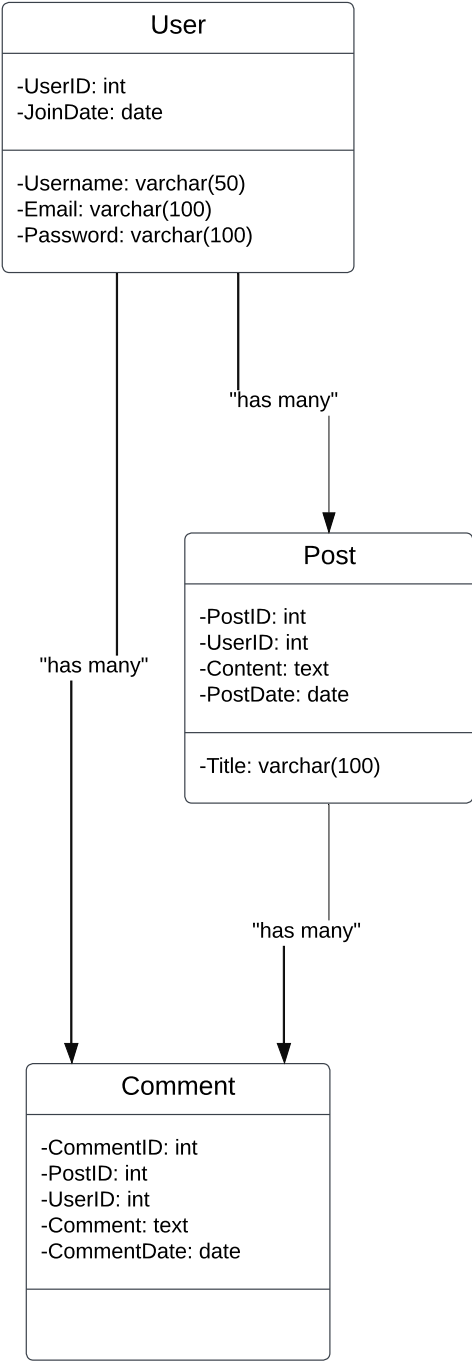 User
-UserID: int
-JoinDate: date
-Username: varchar(50)
-Email: varchar(100)
-Password: varchar(100)
"has many"
Post
-PostID: int
-UserID: int
-Content: text
-PostDate: date
"has many"
-Title: varchar(100)
"has many"
Comment
-CommentID: int
-PostID: int
-UserID: int
-Comment: text
-CommentDate: date